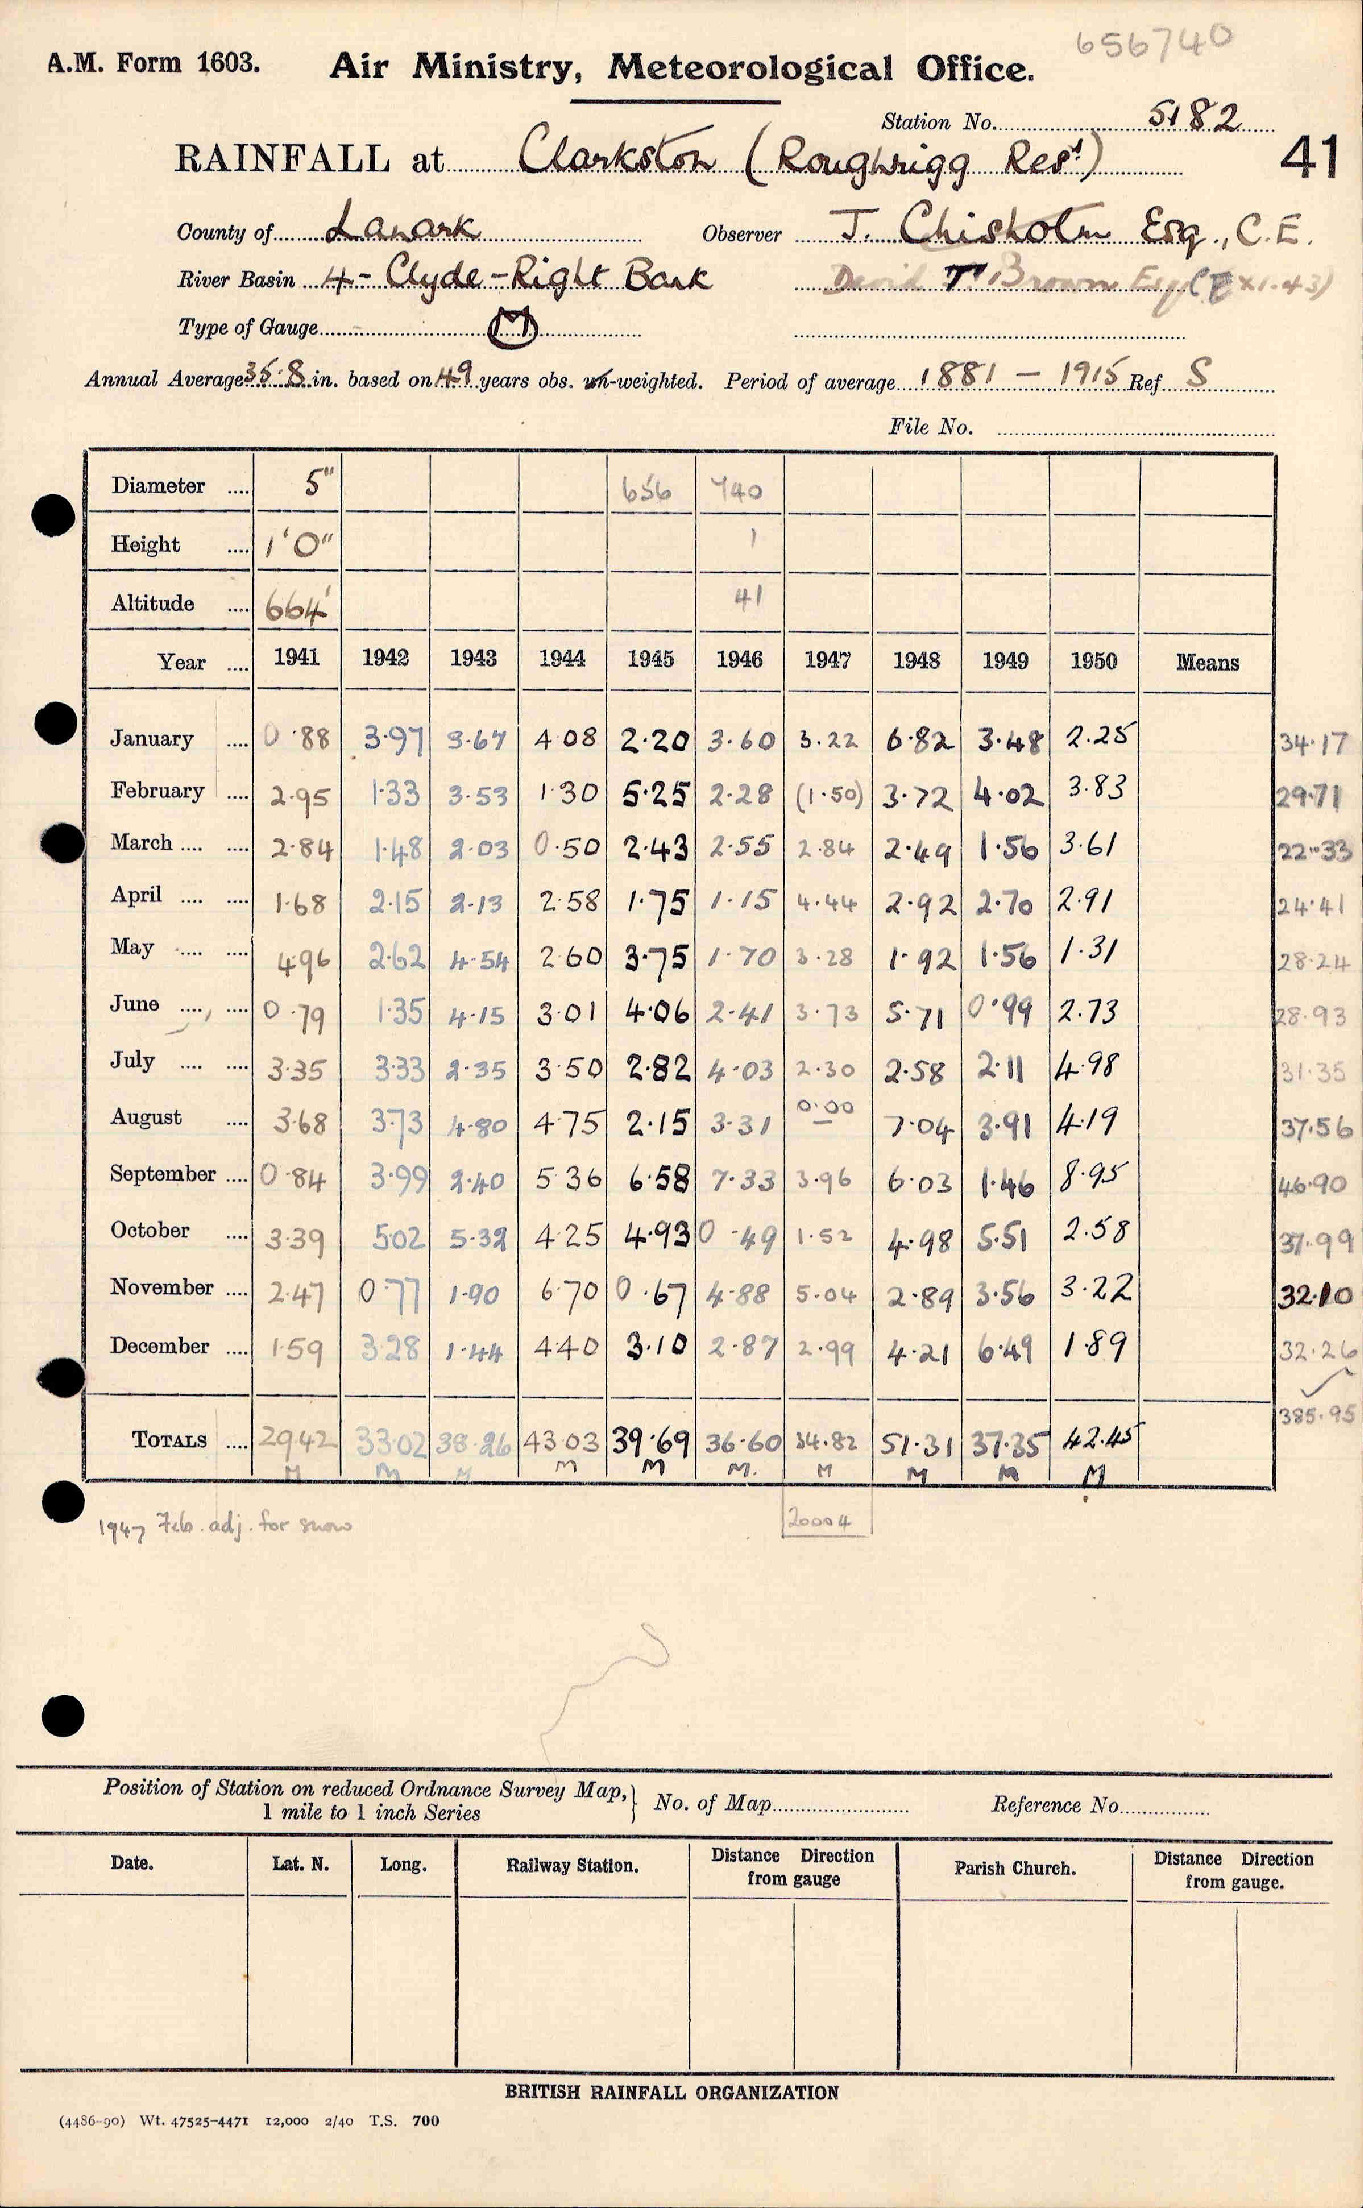 656740
A.M. Form 1603. Air Ministry, Meteorological Office.
Station No. 5182
RAINFALL at Clarkston (Roughrigg Resr) 41
County of Lanark Observer J. Chisholm Esq., C.E.
River Basin 4 - Clyde - Right Bank David T. Brown Esq (E x1.43)
Type of Gauge M
Annual Average 35.8 in. based on 49 years obs. un-weighted. Period of average 1881 - 1915 Ref S
File No.
Diameter .... 5" 656 740
Height .... 1'0" 1
Altitude .... 664' 41
Year .... 1941 1942 1943 1944 1945 1946 1947 1948 1949 1950 Means
January .... 0.88 3.97 3.67 4.08 2.20 3.60 3.22 6.82 3.48 2.25 34.17
February .... 2.95 1.33 3.53 1.30 5.25 2.28 (1.50) 3.72 4.02 3.83 29.71
March .... .... 2.84 1.48 2.03 0.50 2.43 2.55 2.84 2.49 1.56 3.61 22.33
April .... .... 1.68 2.15 2.13 2.58 1.75 1.15 4.44 2.92 2.70 2.91 24.41
May .... .... 4.96 2.62 4.54 2.60 3.75 1.70 3.28 1.92 1.56 1.31 28.24
June .... .... 0.79 1.35 4.15 3.01 4.06 2.41 3.73 5.71 0.99 2.73 28.93
July .... .... 3.35 3.33 2.35 3.50 2.82 4.03 2.30 2.58 2.11 4.98 31.35
August .... 3.68 3.73 4.80 4.75 2.15 3.31 0.00 7.04 3.91 4.19 37.56
September .... 0.84 3.99 2.40 5.36 6.58 7.33 3.96 6.03 1.46 8.95 46.90
October .... 3.39 5.02 5.32 4.25 4.93 0.49 1.52 4.98 5.51 2.58 37.99
November .... 2.47 0.77 1.90 6.70 0.67 4.88 5.04 2.89 3.56 3.22 32.10
December .... 1.59 3.28 1.44 4.40 3.10 2.87 2.99 4.21 6.49 1.89 32.26
385.95
TOTALS .... 29.42 33.02 38.26 43.03 39.69 36.60 34.82 51.31 37.35 42.45
M M M M M M. M M M M
1947 Feb. adj. for snow 20004
Position of Station on reduced Ordnance Survey Map, 1 mile to 1 inch Series } No. of Map Reference No.
Date. Lat. N. Long. Railway Station. Distance Direction from gauge Parish Church. Distance Direction from gauge.
BRITISH RAINFALL ORGANIZATION
(4486-90) Wt. 47525-4471 12,000 2/40 T.S. 700